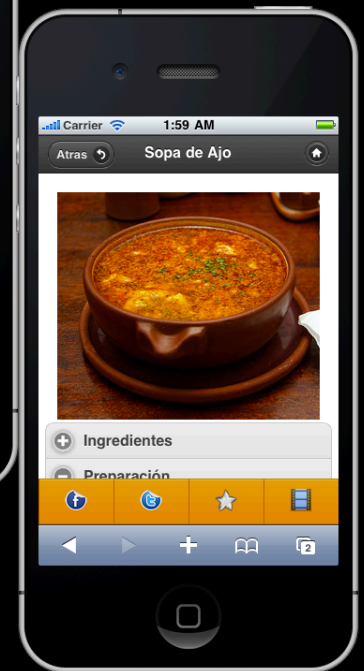 Carrier 1:59 AM
Atras Sopa de Ajo
Ingredientes
Preparación
2